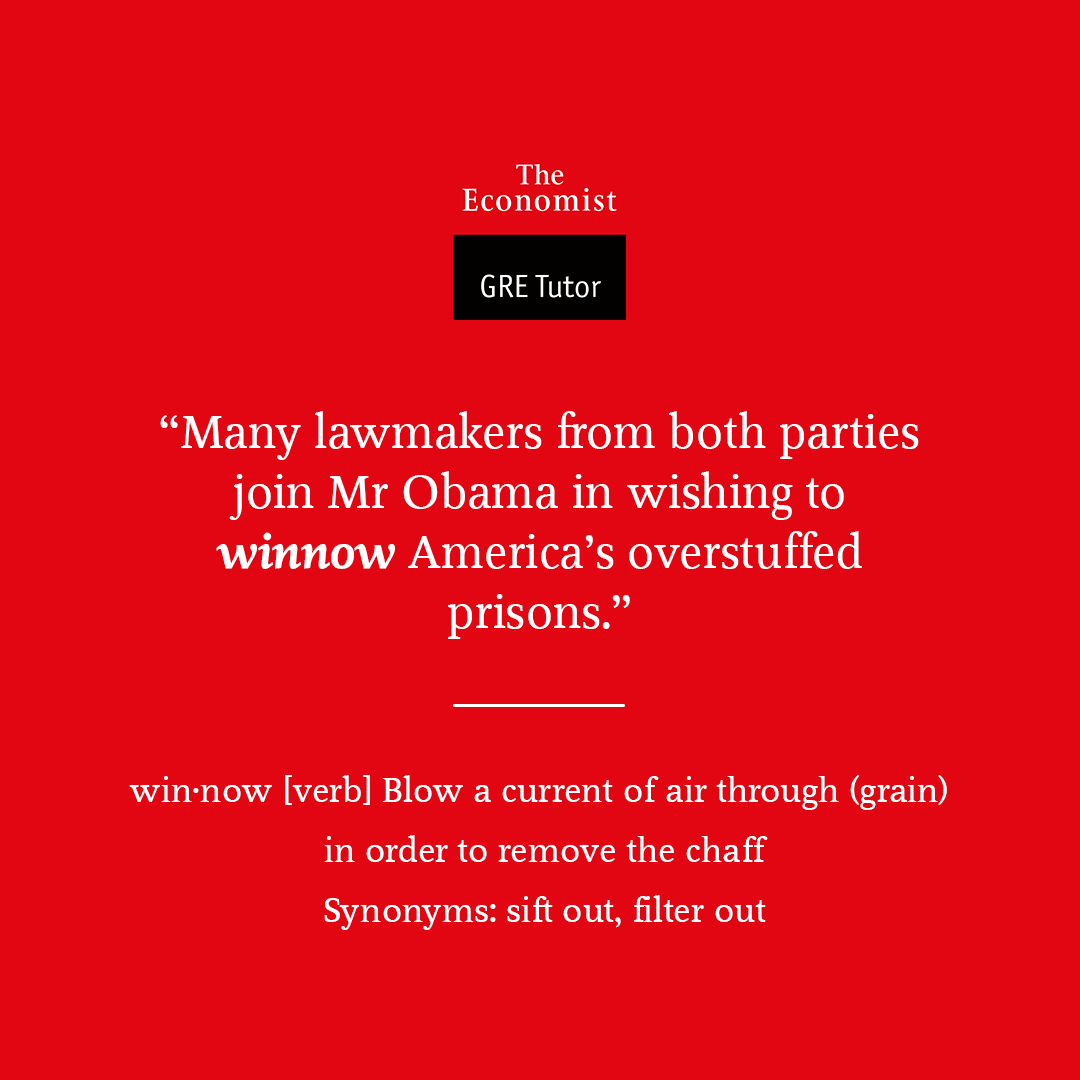 The
Economist
GRE Tutor
“Many lawmakers from both parties
join Mr Obama in wishing to
winnow America’s overstuffed
prisons.”
win·now [verb] Blow a current of air through (grain)
in order to remove the chaff
Synonyms: sift out, filter out